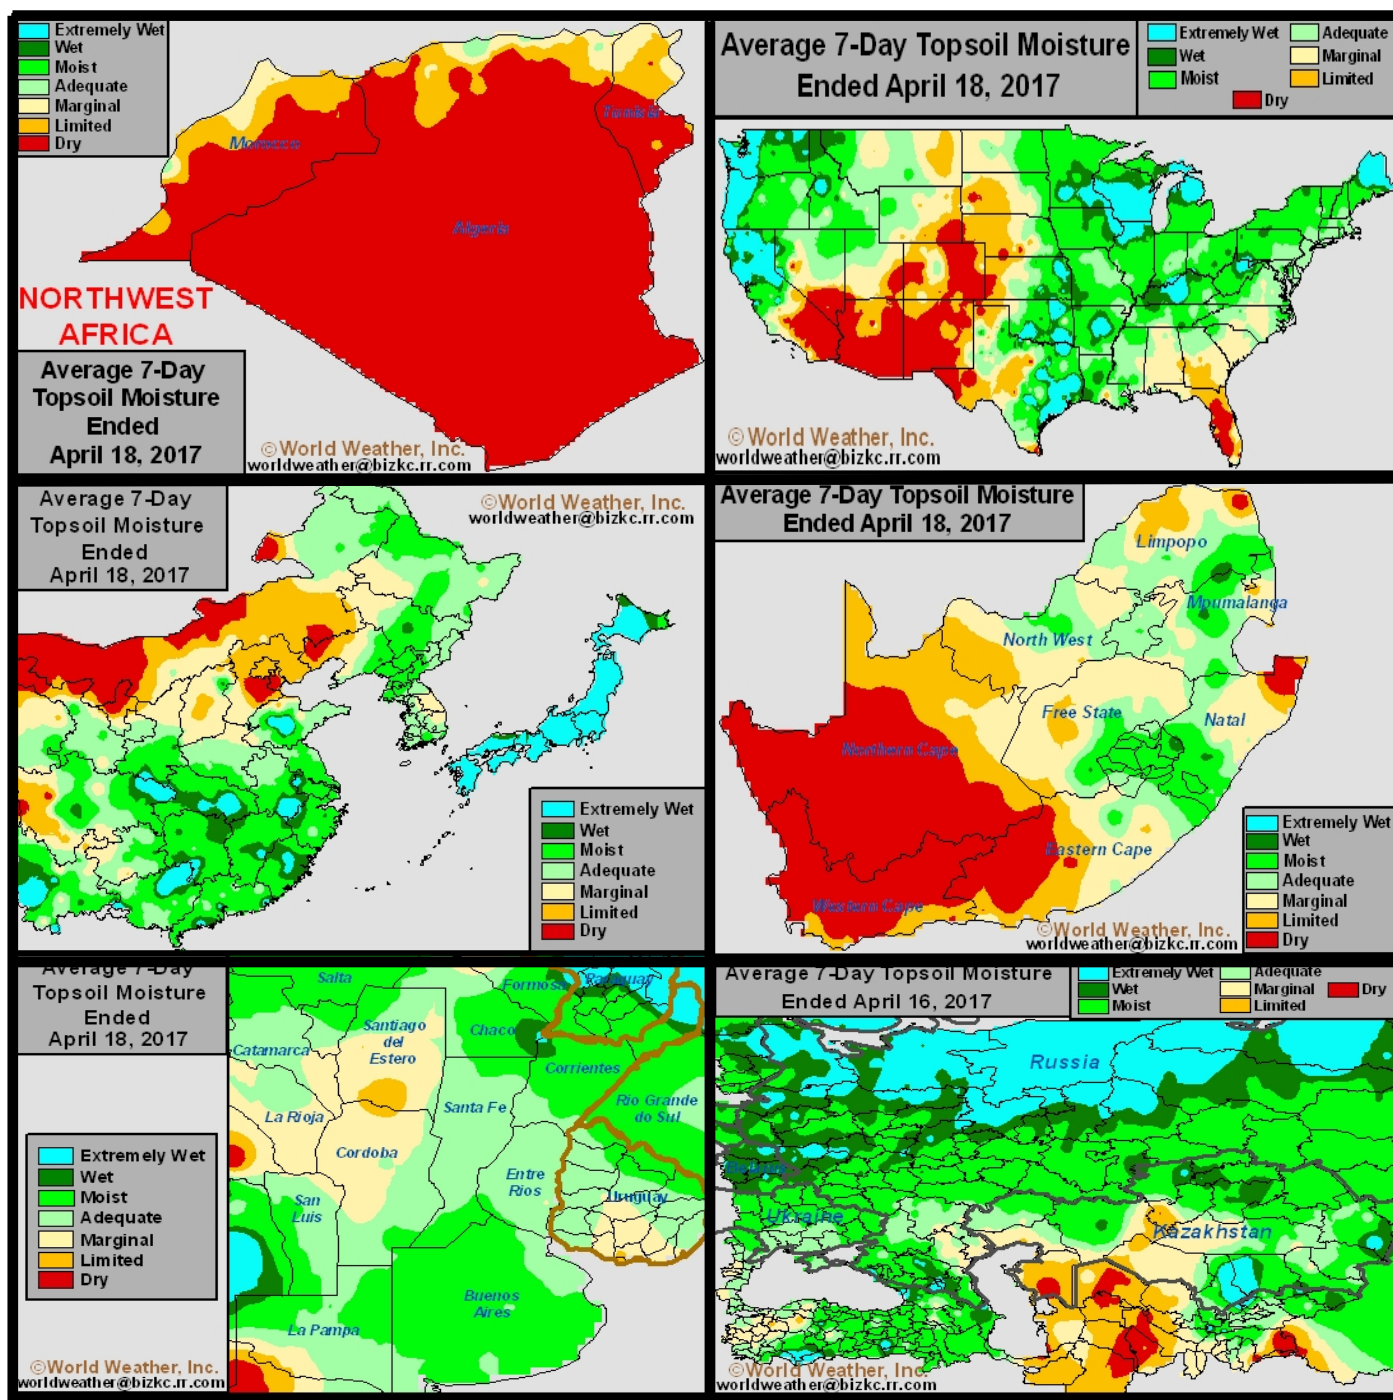 Extremely Wet
Wet
Moist
Adequate
Marginal
Limited
Dry
Morocco
Tunisia
Algeria
NORTHWEST
AFRICA
Average 7-Day
Topsoil Moisture
Ended
April 18, 2017
©World Weather, Inc.
worldweather@bizkc.rr.com
Average 7-Day Topsoil Moisture
Ended April 18, 2017
Extremely Wet
Wet
Moist
Adequate
Marginal
Limited
Dry
©World Weather, Inc.
worldweather@bizkc.rr.com
Average 7-Day
Topsoil Moisture
Ended
April 18, 2017
©World Weather, Inc.
worldweather@bizkc.rr.com
Extremely Wet
Wet
Moist
Adequate
Marginal
Limited
Dry
Average 7-Day Topsoil Moisture
Ended April 18, 2017
Limpopo
Mpumalanga
North West
Free State
Natal
Northern Cape
Eastern Cape
Western Cape
Extremely Wet
Wet
Moist
Adequate
Marginal
Limited
Dry
©World Weather, Inc.
worldweather@bizkc.rr.com
Average 7-Day
Topsoil Moisture
Ended
April 18, 2017
Salta
Formosa
Paraguay
Santiago
del
Estero
Chaco
Catamarca
Corrientes
La Rioja
Santa Fe
Rio Grande
do Sul
Cordoba
Entre
Rios
San
Luis
Uruguay
Buenos
Aires
La Pampa
Extremely Wet
Wet
Moist
Adequate
Marginal
Limited
Dry
©World Weather, Inc.
worldweather@bizkc.rr.com
Average 7-Day Topsoil Moisture
Ended April 16, 2017
Extremely Wet
Wet
Moist
Adequate
Marginal
Limited
Dry
Russia
Belarus
Ukraine
Kazakhstan
©World Weather, Inc.
worldweather@bizkc.rr.com